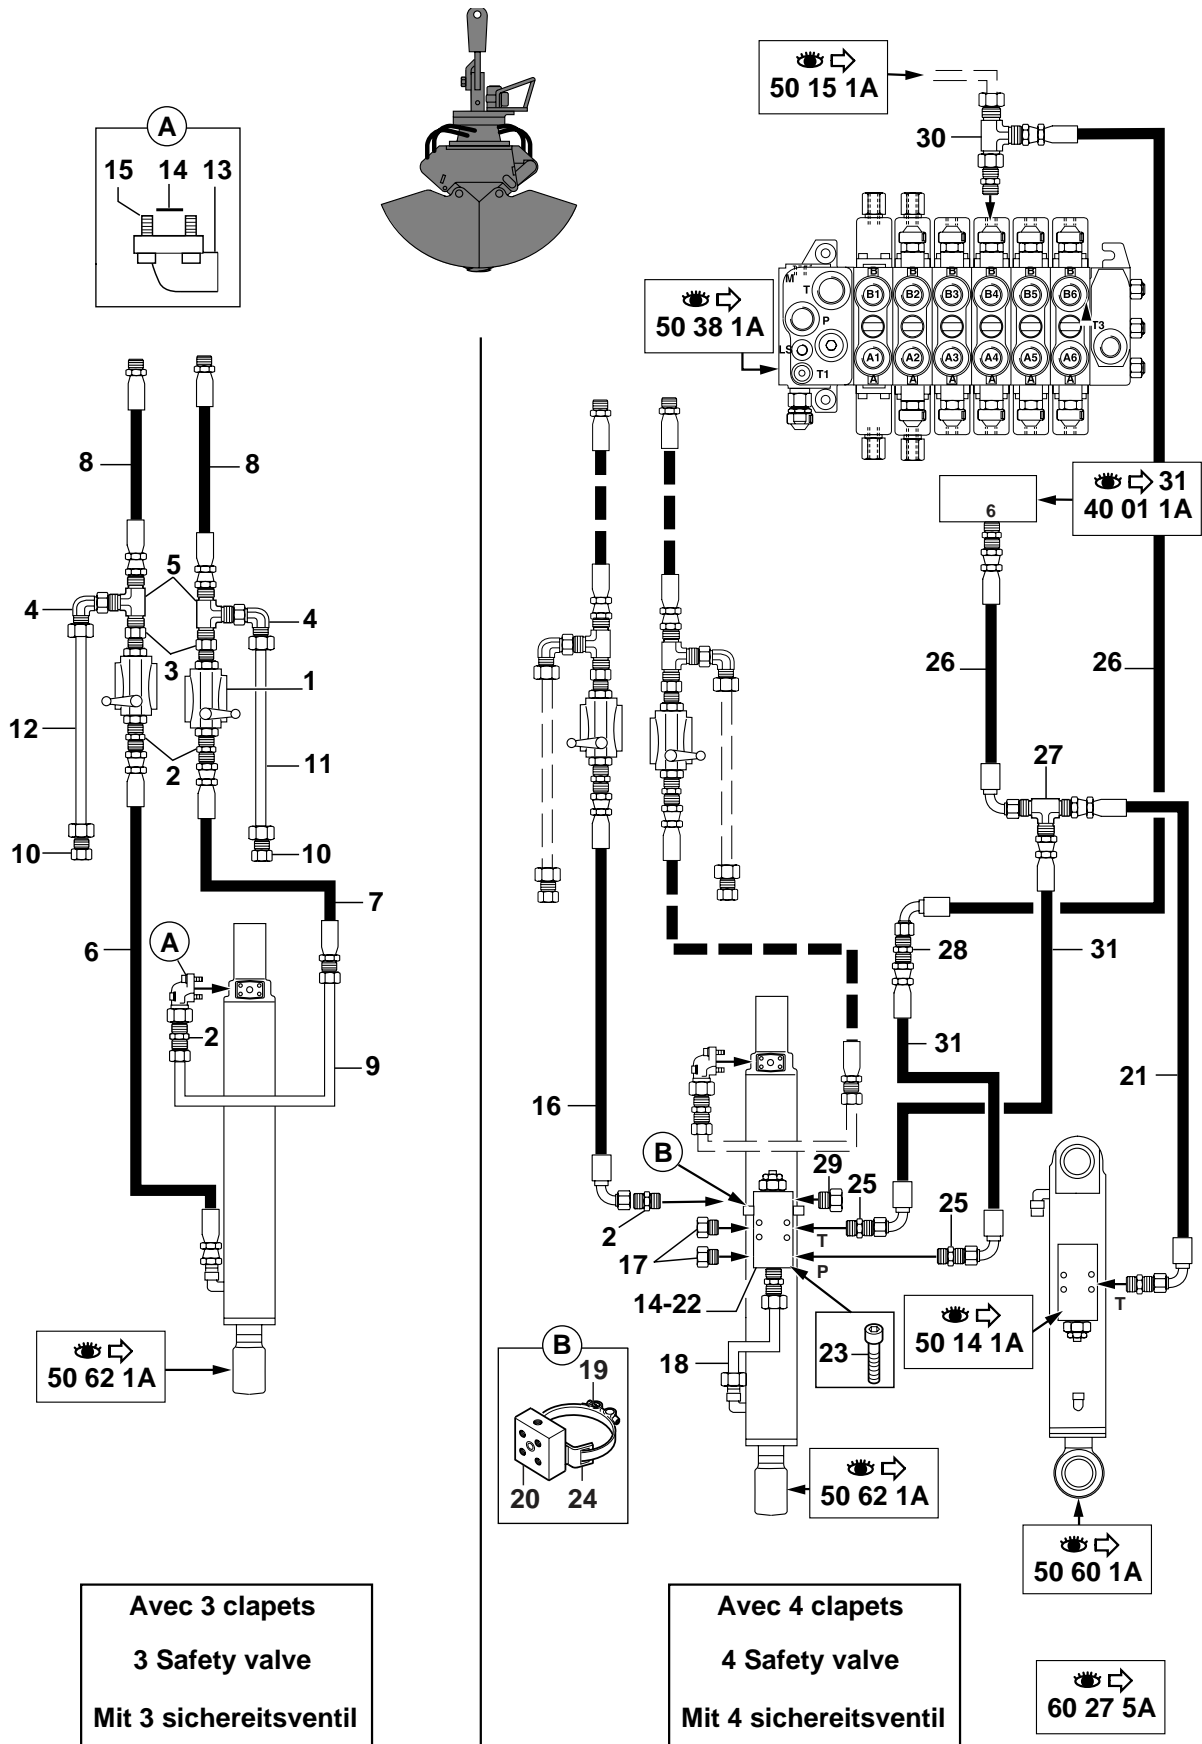 50 15 1A
30
A
15 14 13
M
T
P
LS
T1
B B B B B B
B1 B2 B3 B4 B5 B6
T3
A1 A2 A3 A4 A5 A6
A A A A A A
50 38 1A
8 8
31
40 01 1A
6
5
4 4
3
1
26 26
12
2
11
27
10 10
7
6
A
28
31
2
31
9
21
16
B
29
25
2
25
T
17
P
T
14-22
50 14 1A
50 62 1A
18
23
B
19
20 24
50 62 1A
50 60 1A
Avec 3 clapets
3 Safety valve
Mit 3 sichereitsventil
Avec 4 clapets
4 Safety valve
Mit 4 sichereitsventil
60 27 5A